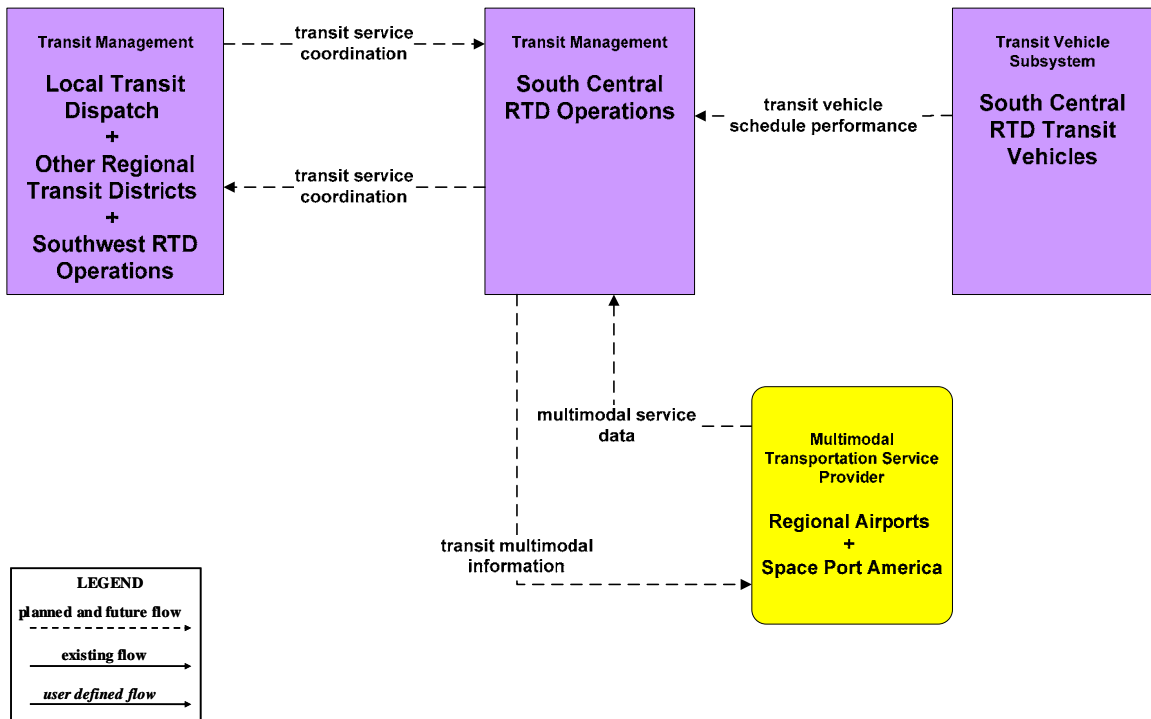 Transit Management
Local Transit
Dispatch
+
Other Regional
Transit Districts
+
Southwest RTD
Operations
transit service
coordination
transit service
coordination
Transit Management
South Central
RTD Operations
transit vehicle
schedule performance
Transit Vehicle
Subsystem
South Central
RTD Transit
Vehicles
multimodal service
data
Multimodal
Transportation Service
Provider
Regional Airports
+
Space Port America
transit multimodal
information
LEGEND
planned and future flow
existing flow
user defined flow